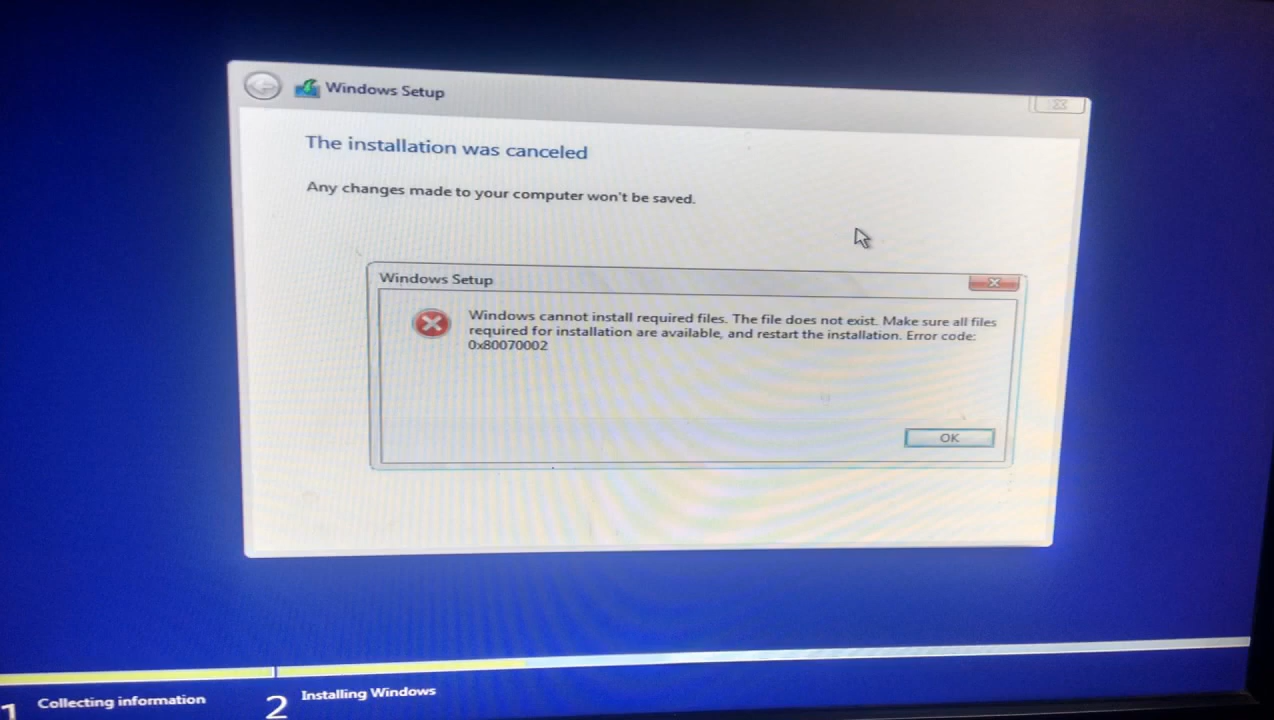 Windows Setup
The installation was canceled
Any changes made to your computer won't be saved.
Windows Setup
Windows cannot install required files. The file does not exist. Make sure all files
required for installation are available, and restart the installation. Error code:
0x80070002
OK
1 Collecting information
2 Installing Windows